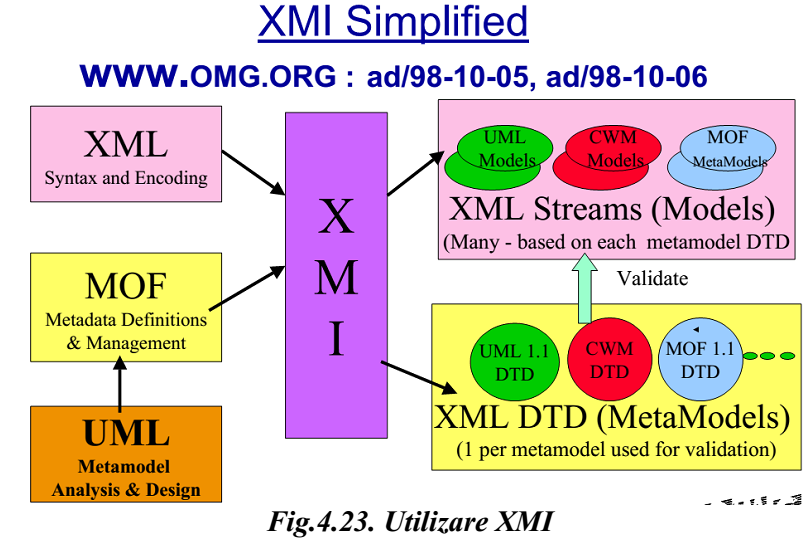 XMI Simplified
WWW.OMG.ORG : ad/98-10-05, ad/98-10-06
XML
Syntax and Encoding
MOF
Metadata Definitions
& Management
UML
Metamodel
Analysis & Design
X
M
I
UML
Models
CWM
Models
MOF
MetaModels
XML Streams (Models)
(Many - based on each metamodel DTD
Validate
UML 1.1
DTD
CWM
DTD
MOF 1.1
DTD
XML DTD (MetaModels)
(1 per metamodel used for validation)
Fig.4.23. Utilizare XMI